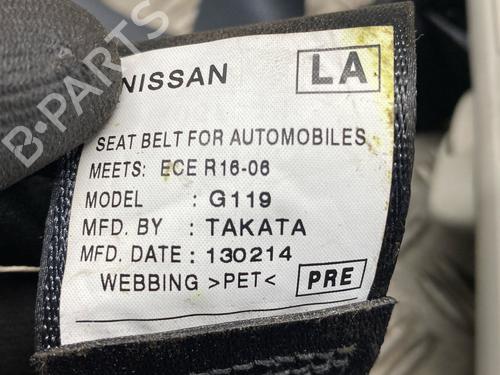 B-PARTS
NISSAN
LA
SEAT BELT FOR AUTOMOBILES
MEETS: ECE R16-06
MODEL : G119
MFD. BY : TAKATA
MFD. DATE : 130214
WEBBING >PET< PRE